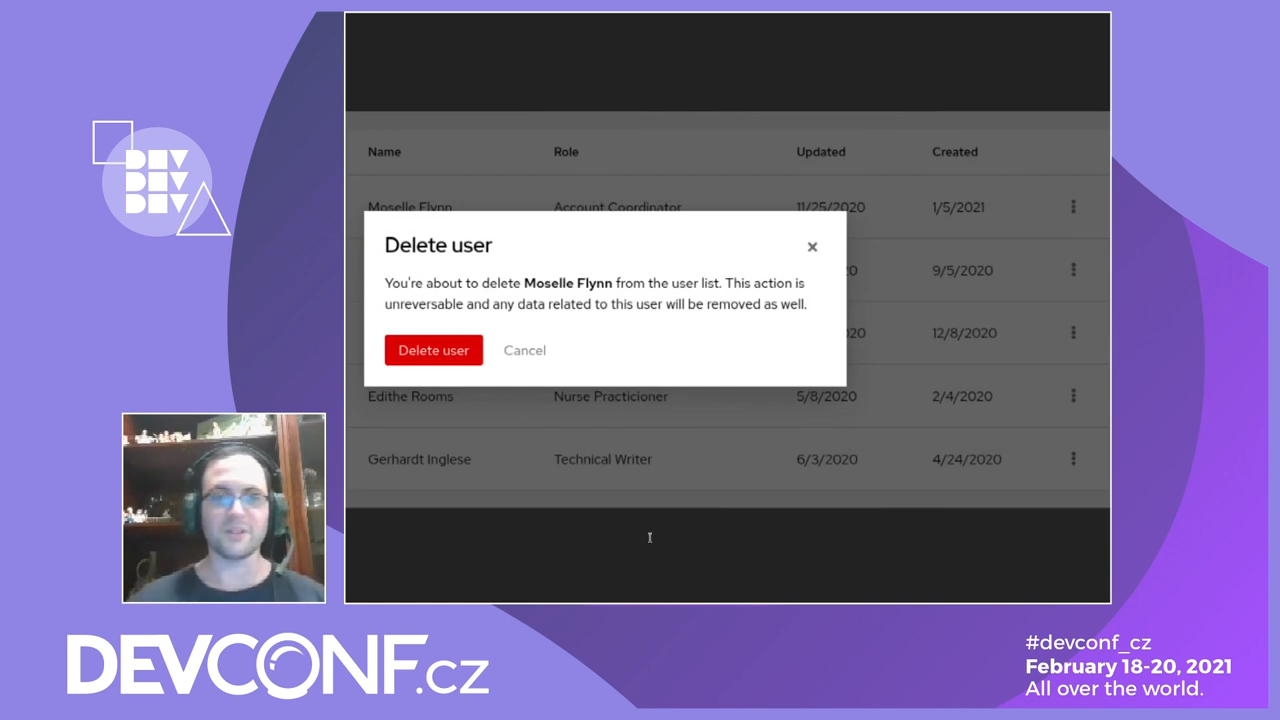 DEV
DEV
DEV
Name Role Updated Created
Moselle Flynn Account Coordinator 11/25/2020 1/5/2021
Delete user
You're about to delete Moselle Flynn from the user list. This action is
unreversable and any data related to this user will be removed as well.
Delete user Cancel
9/5/2020
12/8/2020
Edithe Rooms Nurse Practicioner 5/8/2020 2/4/2020
Gerhardt Inglese Technical Writer 6/3/2020 4/24/2020
DEVCONF.cz
#devconf_cz
February 18-20, 2021
All over the world.